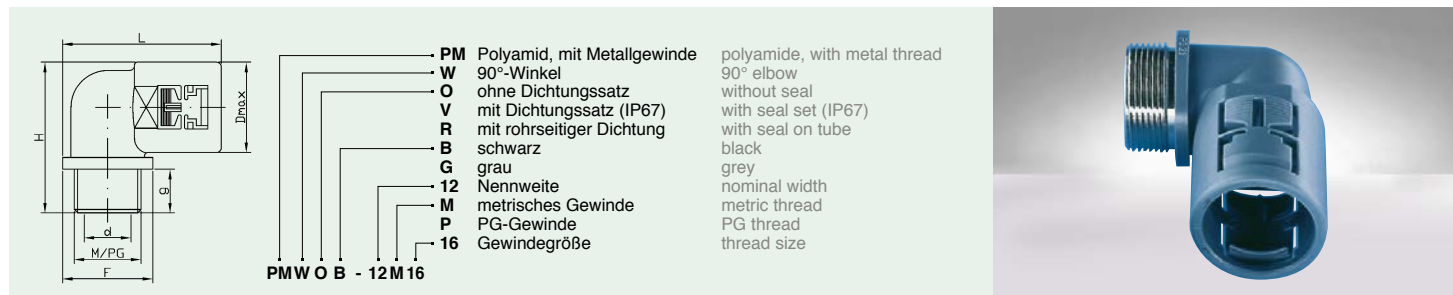 L
H
Dmax
g
d
M/PG
F
PM Polyamid, mit Metallgewinde polyamide, with metal thread
W 90°-Winkel 90° elbow
O ohne Dichtungssatz without seal
V mit Dichtungssatz (IP67) with seal set (IP67)
R mit rohrseitiger Dichtung with seal on tube
B schwarz black
G grau grey
12 Nennweite nominal width
M metrisches Gewinde metric thread
P PG-Gewinde PG thread
16 Gewindegröße thread size
PMW O B - 12 M 16